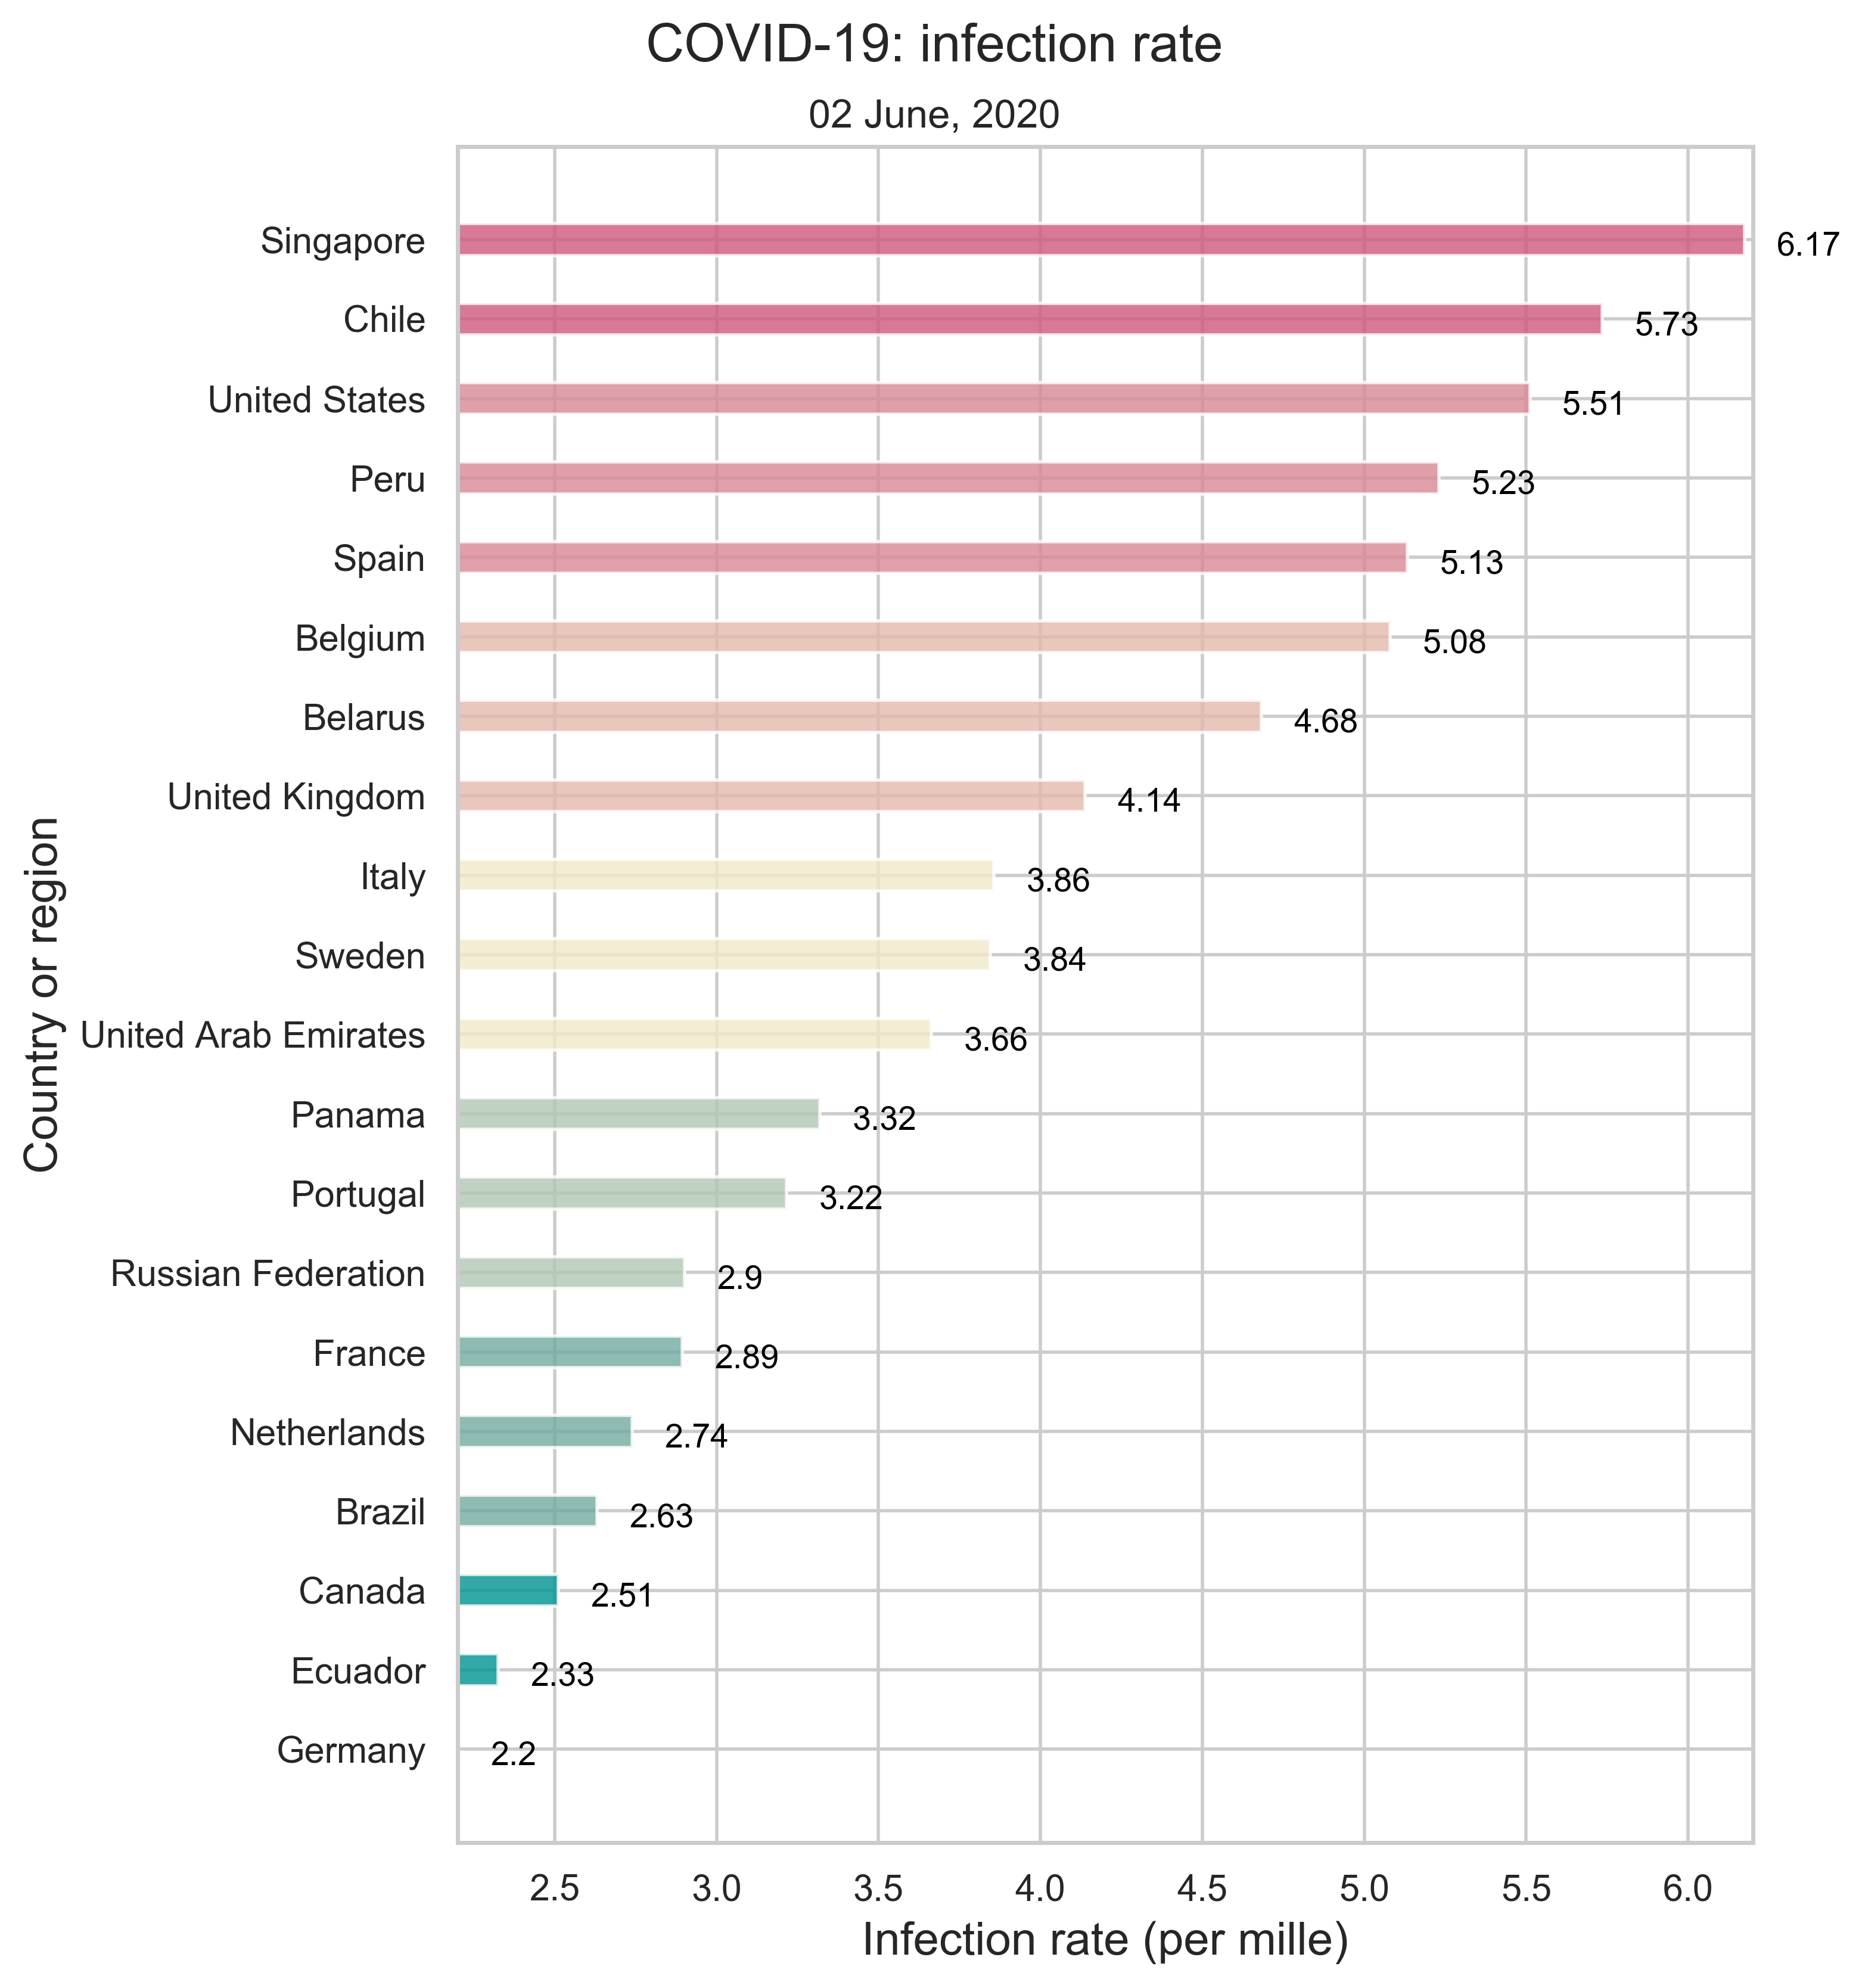 COVID-19: infection rate
02 June, 2020
Country or region
Singapore 6.17
Chile 5.73
United States 5.51
Peru 5.23
Spain 5.13
Belgium 5.08
Belarus 4.68
United Kingdom 4.14
Italy 3.86
Sweden 3.84
United Arab Emirates 3.66
Panama 3.32
Portugal 3.22
Russian Federation 2.9
France 2.89
Netherlands 2.74
Brazil 2.63
Canada 2.51
Ecuador 2.33
Germany 2.2
2.5 3.0 3.5 4.0 4.5 5.0 5.5 6.0
Infection rate (per mille)